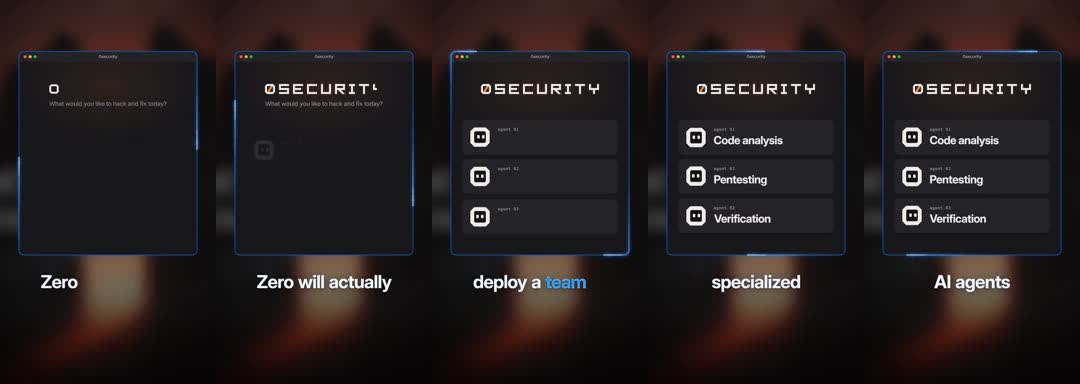 0security
0
What would you like to hack and fix today?
Zero
0security
0SECURIT
What would you like to hack and fix today?
Zero will actually
0security
0SECURITY
agent 01
agent 02
agent 03
deploy a team
0security
0SECURITY
agent 01
Code analysis
agent 02
Pentesting
agent 03
Verification
specialized
0security
0SECURITY
agent 01
Code analysis
agent 02
Pentesting
agent 03
Verification
AI agents